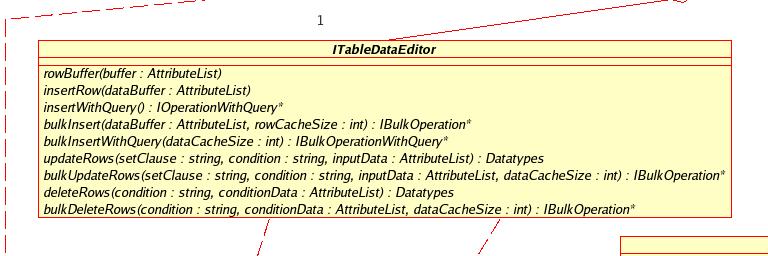 1
ITableDataEditor
rowBuffer(buffer : AttributeList)
insertRow(dataBuffer : AttributeList)
insertWithQuery() : IOperationWithQuery*
bulkInsert(dataBuffer : AttributeList, rowCacheSize : int) : IBulkOperation*
bulkInsertWithQuery(dataCacheSize : int) : IBulkOperationWithQuery*
updateRows(setClause : string, condition : string, inputData : AttributeList) : Datatypes
bulkUpdateRows(setClause : string, condition : string, inputData : AttributeList, dataCacheSize : int) : IBulkOperation*
deleteRows(condition : string, conditionData : AttributeList) : Datatypes
bulkDeleteRows(condition : string, conditionData : AttributeList, dataCacheSize : int) : IBulkOperation*